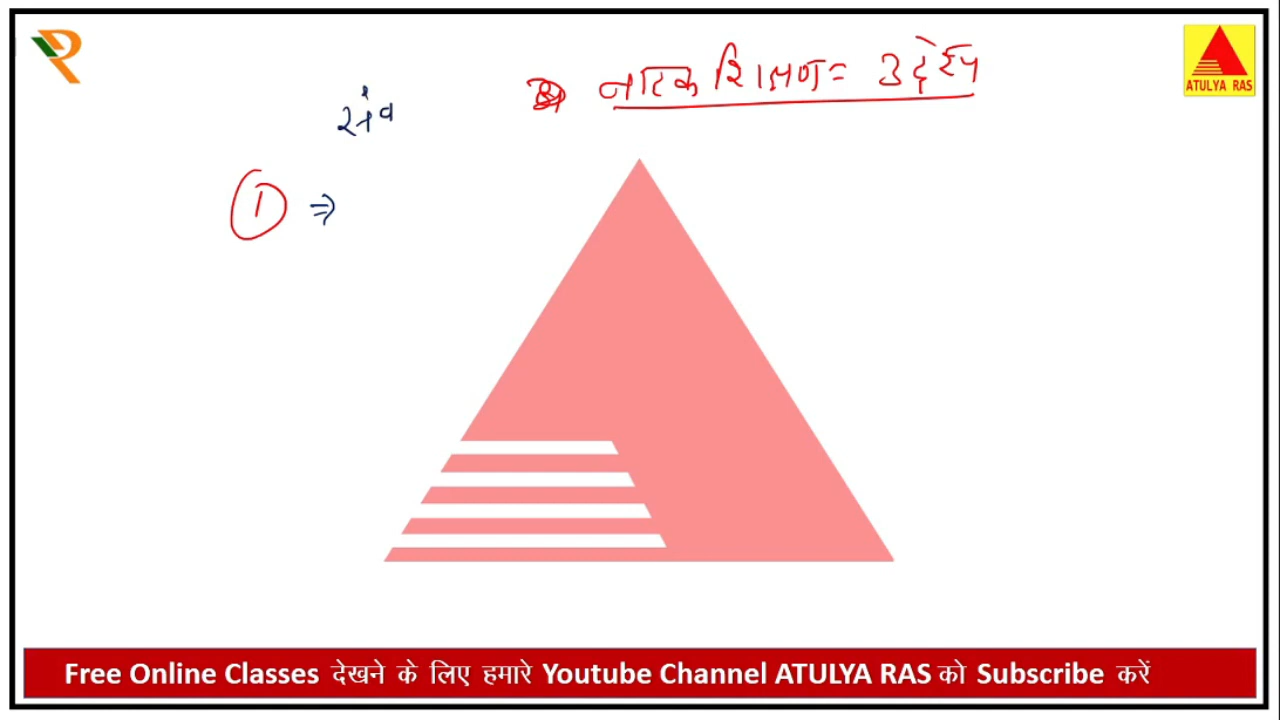 नाटक शिक्षण = उद्देश्य
ATULYA RAS
संव
1 ⇒
Free Online Classes देखने के लिए हमारे Youtube Channel ATULYA RAS को Subscribe करें